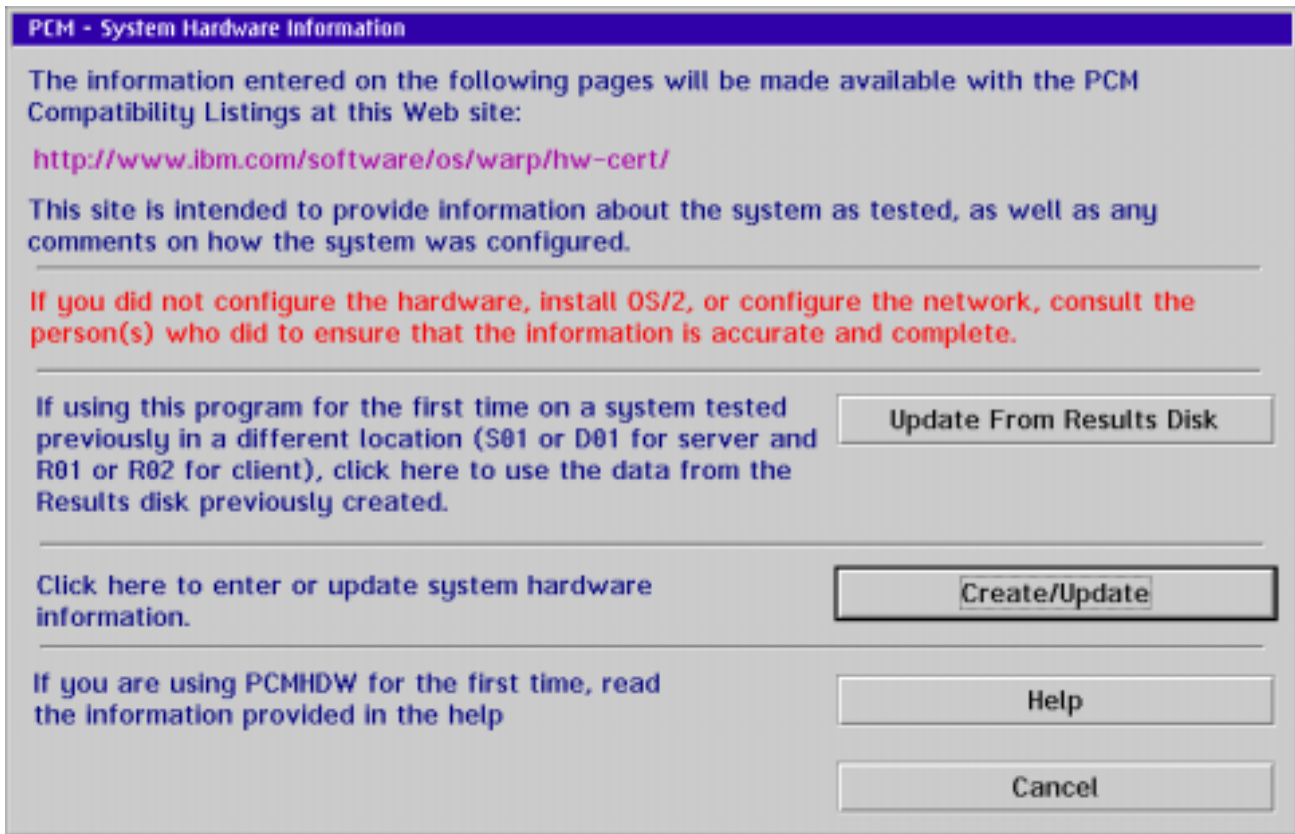 PCM - System Hardware Information
The information entered on the following pages will be made available with the PCM
Compatibility Listings at this Web site:
http://www.ibm.com/software/os/warp/hw-cert/
This site is intended to provide information about the system as tested, as well as any
comments on how the system was configured.
If you did not configure the hardware, install OS/2, or configure the network, consult the
person(s) who did to ensure that the information is accurate and complete.
If using this program for the first time on a system tested
previously in a different location (S01 or D01 for server and
R01 or R02 for client), click here to use the data from the
Results disk previously created.
Update From Results Disk
Click here to enter or update system hardware
information.
Create/Update
If you are using PCMHDW for the first time, read
the information provided in the help
Help
Cancel